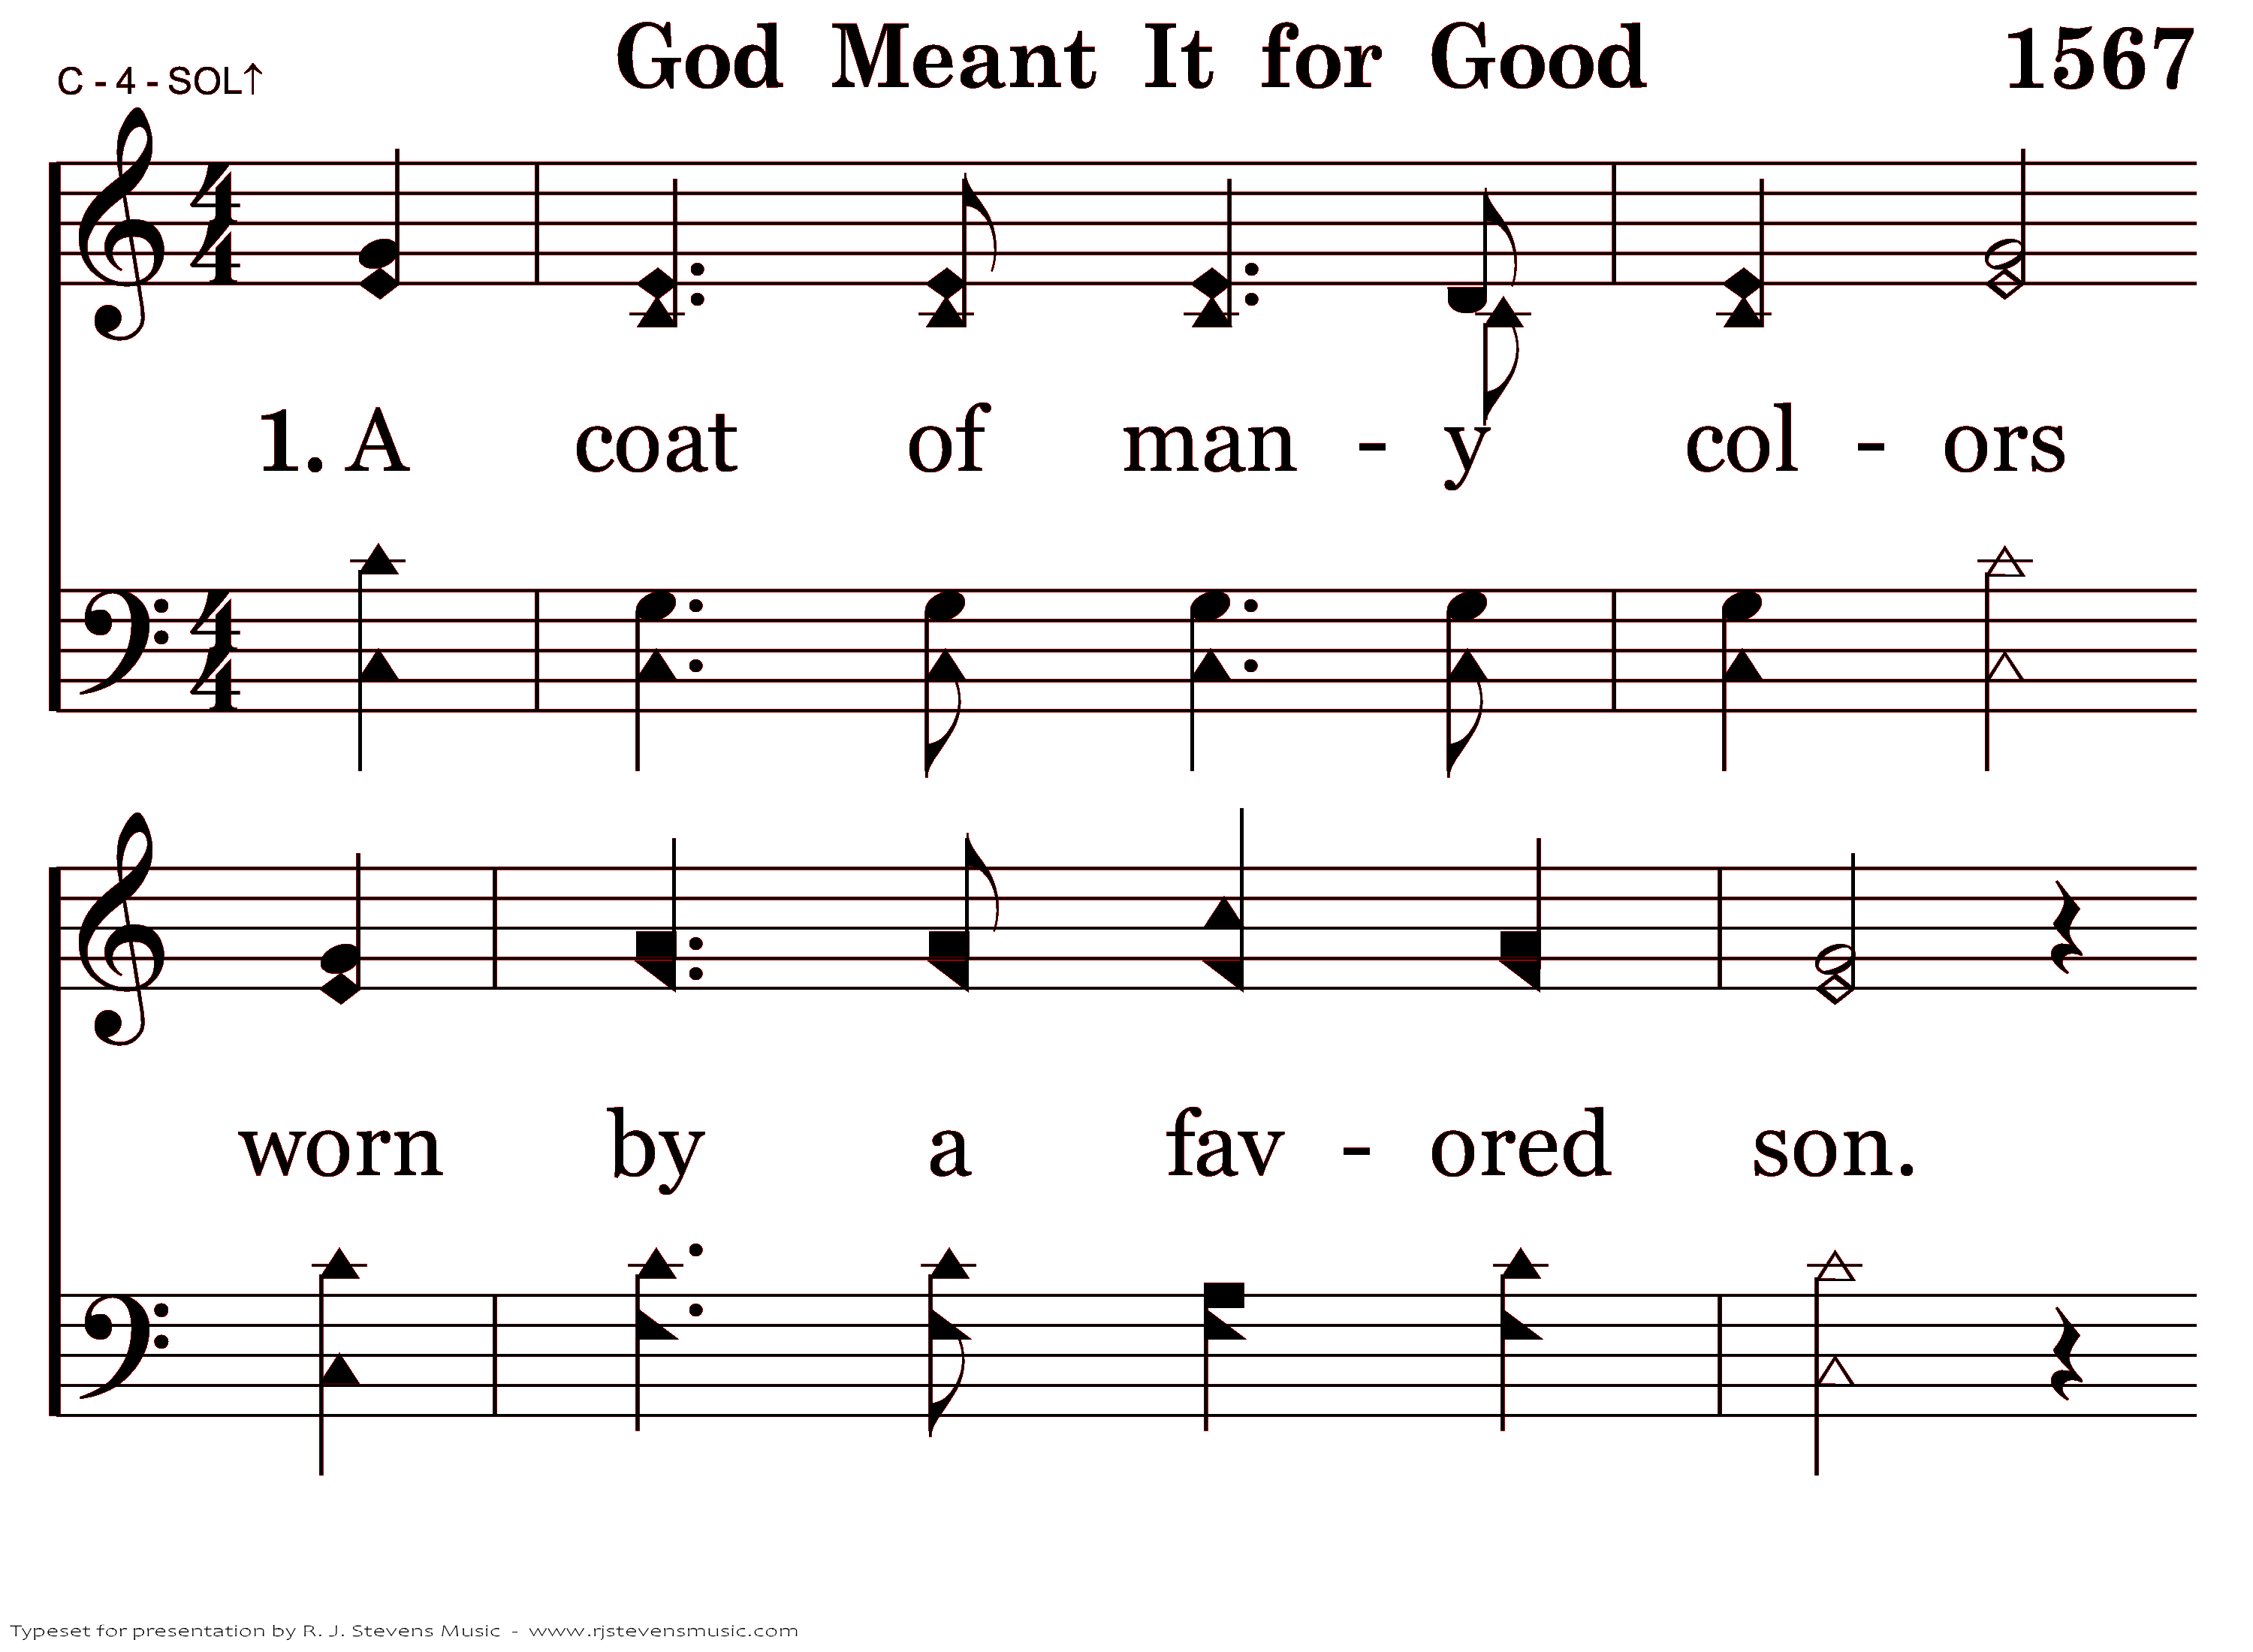 God Meant It for Good 1567
C - 4 - SOL↑
1. A coat of man - y col - ors
worn by a fav - ored son.
Typeset for presentation by R. J. Stevens Music - www.rjstevensmusic.com